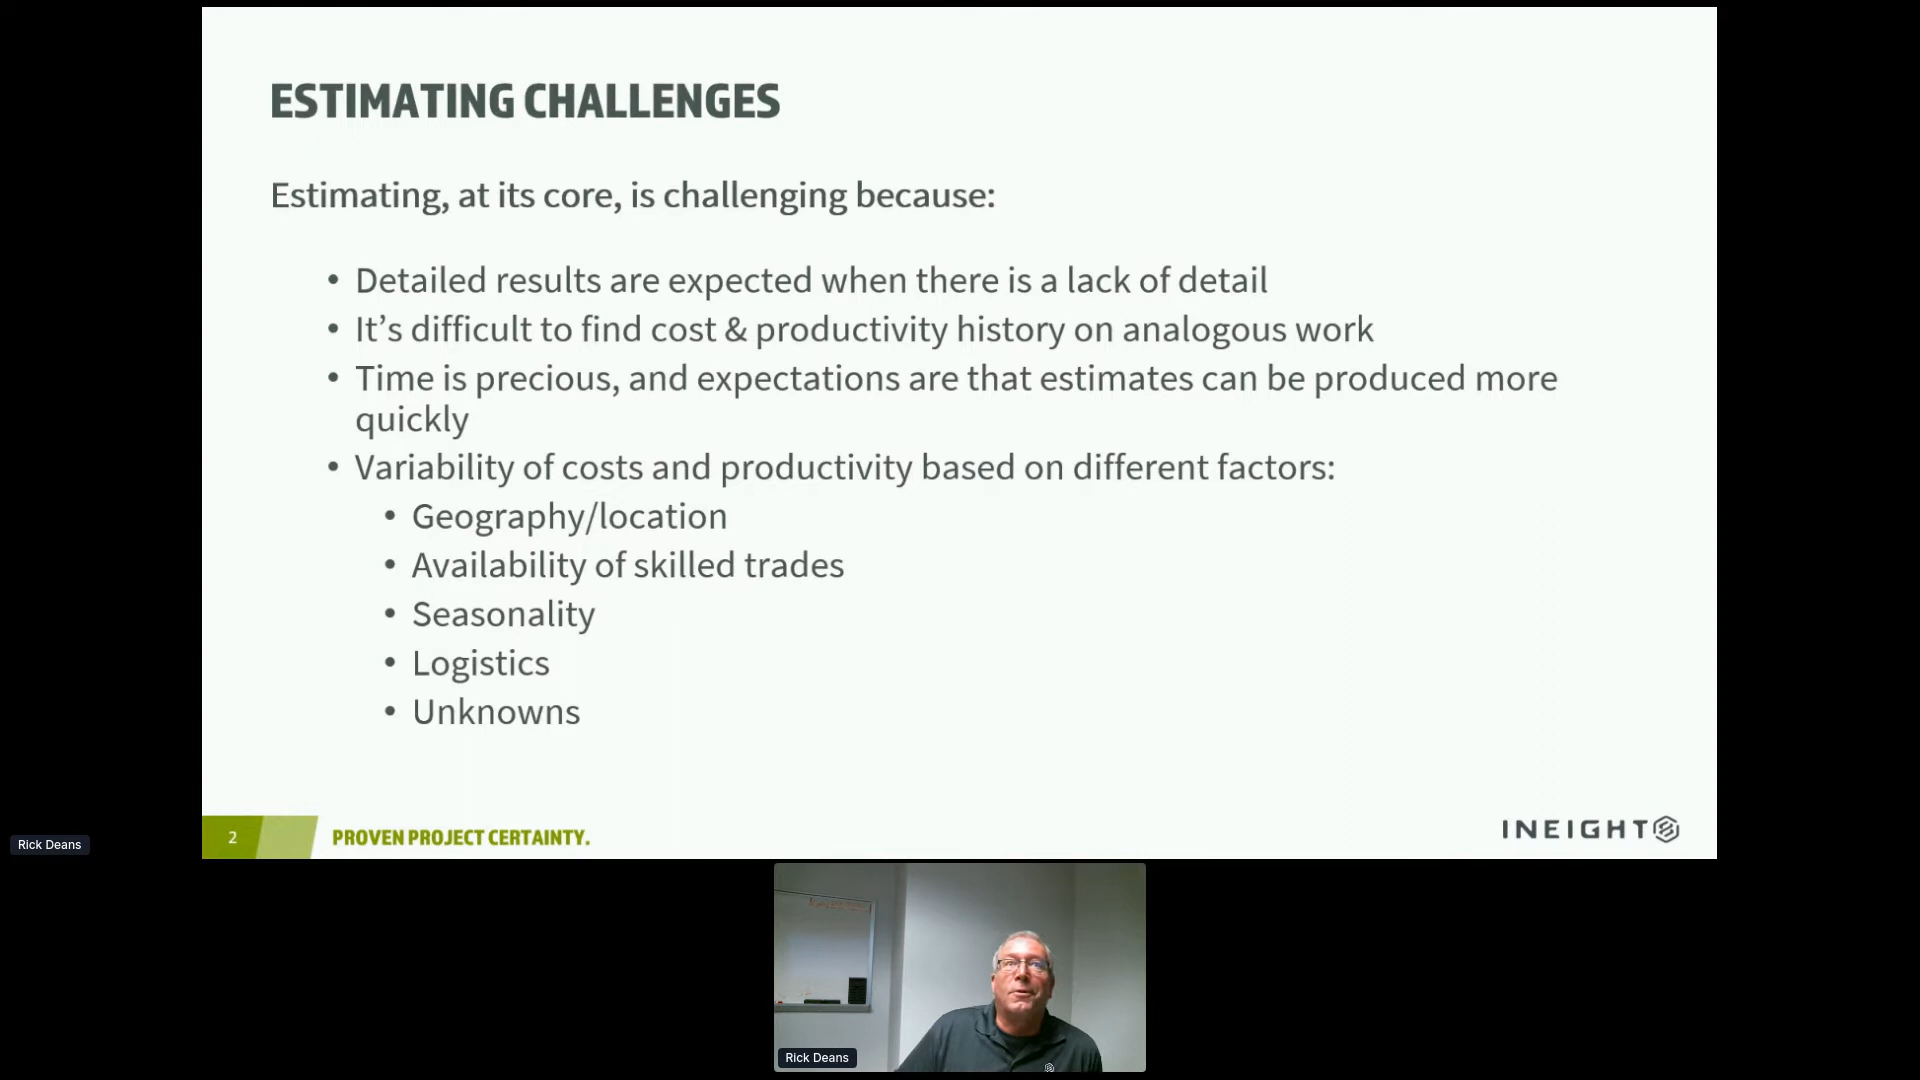 ESTIMATING CHALLENGES
Estimating, at its core, is challenging because:
• Detailed results are expected when there is a lack of detail
• It’s difficult to find cost & productivity history on analogous work
• Time is precious, and expectations are that estimates can be produced more
quickly
• Variability of costs and productivity based on different factors:
• Geography/location
• Availability of skilled trades
• Seasonality
• Logistics
• Unknowns
2
PROVEN PROJECT CERTAINTY.
INEIGHT
Rick Deans
Rick Deans